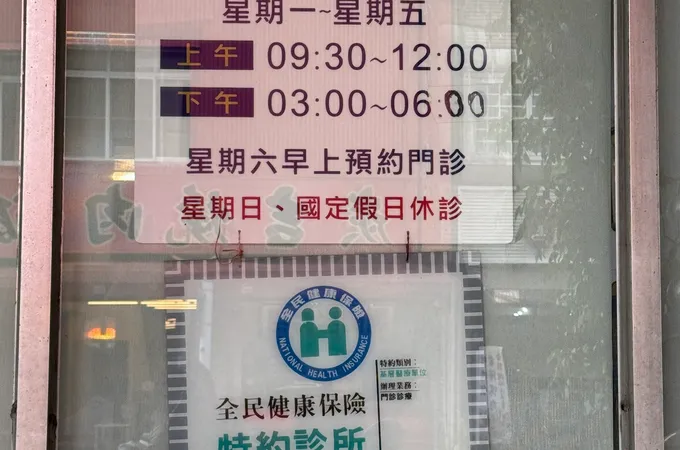 星期一~星期五
上午 09:30~12:00
下午 03:00~06:00
星期六早上預約門診
星期日、國定假日休診
全民健康保險
NATIONAL HEALTH INSURANCE
特約類別:
基層醫療單位
辦理業務:
門診診療
全民健康保險
特約診所